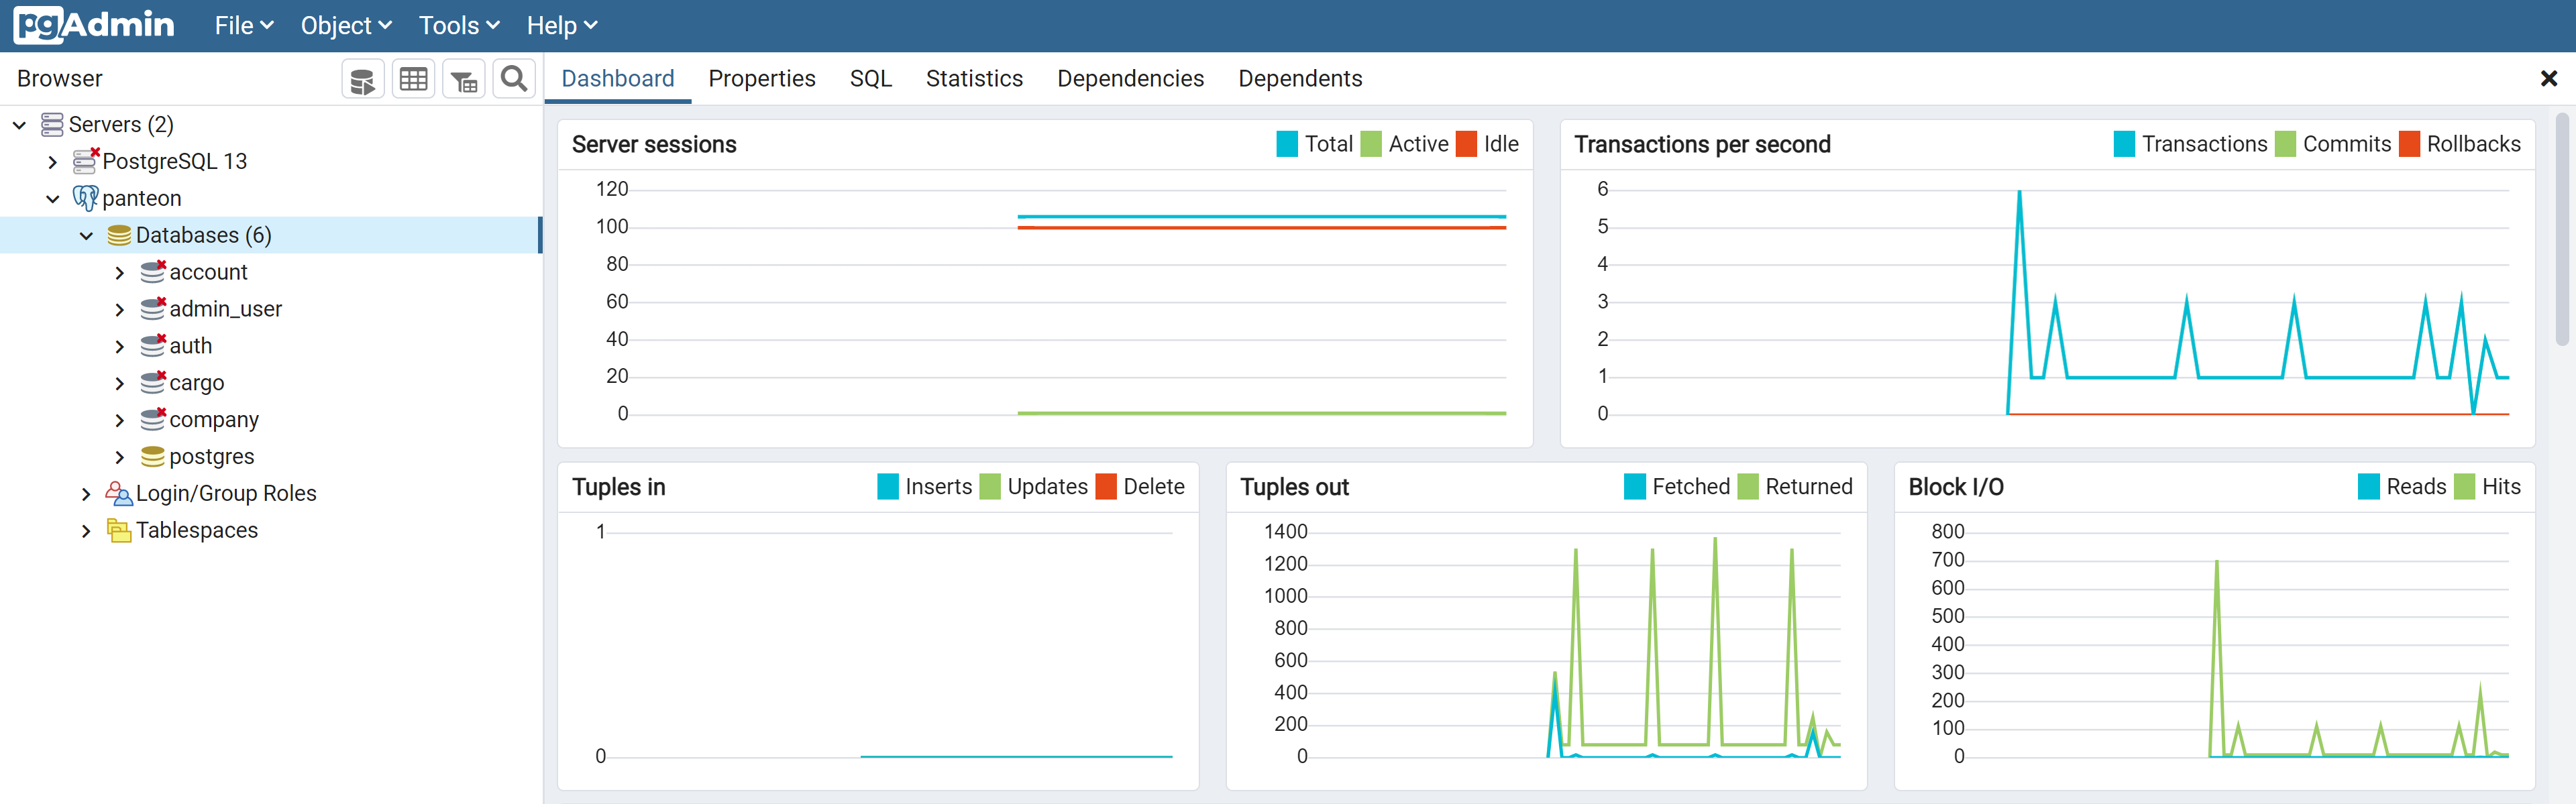 pgAdmin File Object Tools Help
Browser
Dashboard Properties SQL Statistics Dependencies Dependents
Servers (2)
PostgreSQL 13
panteon
Databases (6)
account
admin_user
auth
cargo
company
postgres
Login/Group Roles
Tablespaces
Server sessions Total Active Idle
120
100
80
60
40
20
0
Transactions per second Transactions Commits Rollbacks
6
5
4
3
2
1
0
Tuples in Inserts Updates Delete
1
0
Tuples out Fetched Returned
1400
1200
1000
800
600
400
200
0
Block I/O Reads Hits
800
700
600
500
400
300
200
100
0